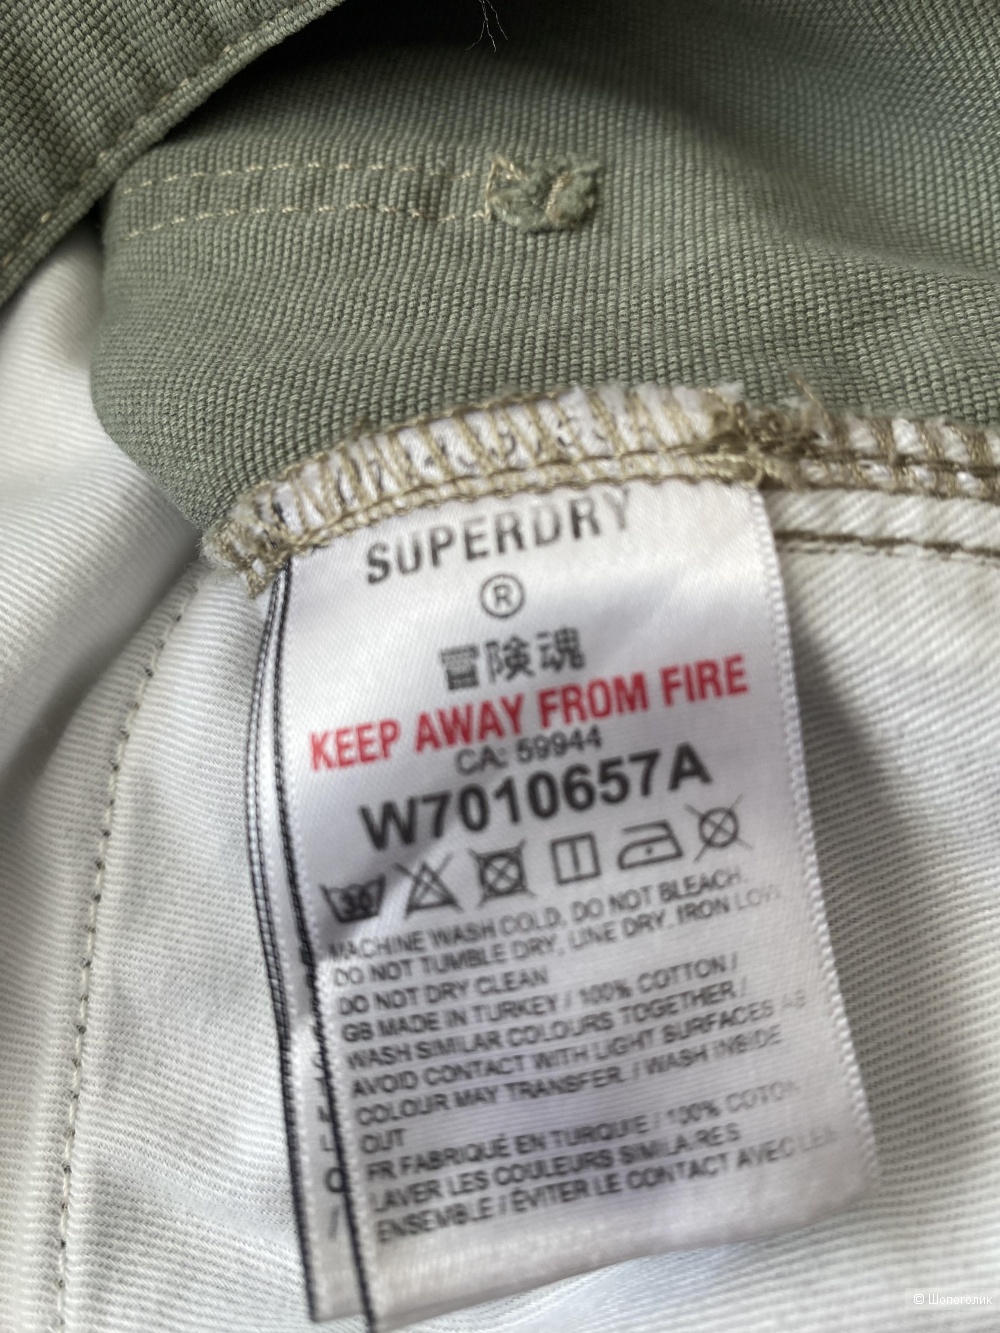 SUPERDRY
®
冒険魂
KEEP AWAY FROM FIRE
CA: 59944
W7010657A
30
MACHINE WASH COLD, DO NOT BLEACH,
DO NOT TUMBLE DRY, LINE DRY, IRON LOW,
DO NOT DRY CLEAN
GB MADE IN TURKEY / 100% COTTON /
WASH SIMILAR COLOURS TOGETHER, /
AVOID CONTACT WITH LIGHT SURFACES AS
COLOUR MAY TRANSFER. / WASH INSIDE
OUT
FR FABRIQUÉ EN TURQUIE / 100% COTON
LAVER LES COULEURS SIMILAIRES
ENSEMBLE / ÉVITER LE CONTACT AVEC LES
© Шопоголик